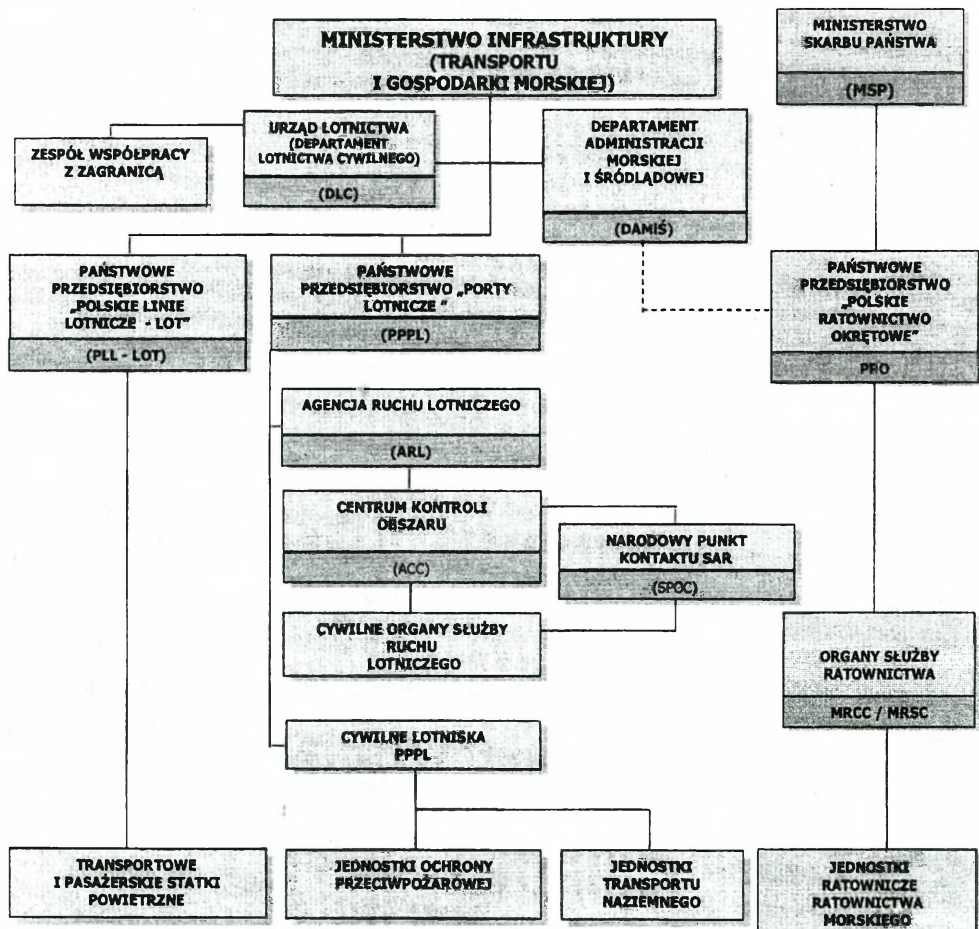 MINISTERSTWO INFRASTRUKTURY
(TRANSPORTU
I GOSPODARKI MORSKIEJ)
MINISTERSTWO
SKARBU PAŃSTWA
(MSP)
ZESPÓŁ WSPÓŁPRACY
Z ZAGRANICĄ
URZĄD LOTNICTWA
(DEPARTAMENT
LOTNICTWA CYWILNEGO)
(DLC)
DEPARTAMENT
ADMINISTRACJI
MORSKIEJ
I ŚRÓDLĄDOWEJ
(DAMIŚ)
PAŃSTWOWE
PRZEDSIĘBIORSTWO
„POLSKIE LINIE
LOTNICZE - LOT"
(PLL - LOT)
PAŃSTWOWE
PRZEDSIĘBIORSTWO „PORTY
LOTNICZE "
(PPPL)
PAŃSTWOWE
PRZEDSIĘBIORSTWO
„POLSKIE
RATOWNICTWO
OKRĘTOWE"
PRO
AGENCJA RUCHU LOTNICZEGO
(ARL)
CENTRUM KONTROLI
OBSZARU
(ACC)
NARODOWY PUNKT
KONTAKTU SAR
(SPOC)
CYWILNE ORGANY SŁUŻBY
RUCHU
LOTNICZEGO
ORGANY SŁUŻBY
RATOWNICTWA
MRCC / MRSC
CYWILNE LOTNISKA
PPPL
TRANSPORTOWE
I PASAŻERSKIE STATKI
POWIETRZNE
JEDNOSTKI OCHRONY
PRZECIWPOŻAROWEJ
JEDNOSTKI
TRANSPORTU
NAZIEMNEGO
JEDNOSTKI
RATOWNICZE
RATOWNICTWA
MORSKIEGO